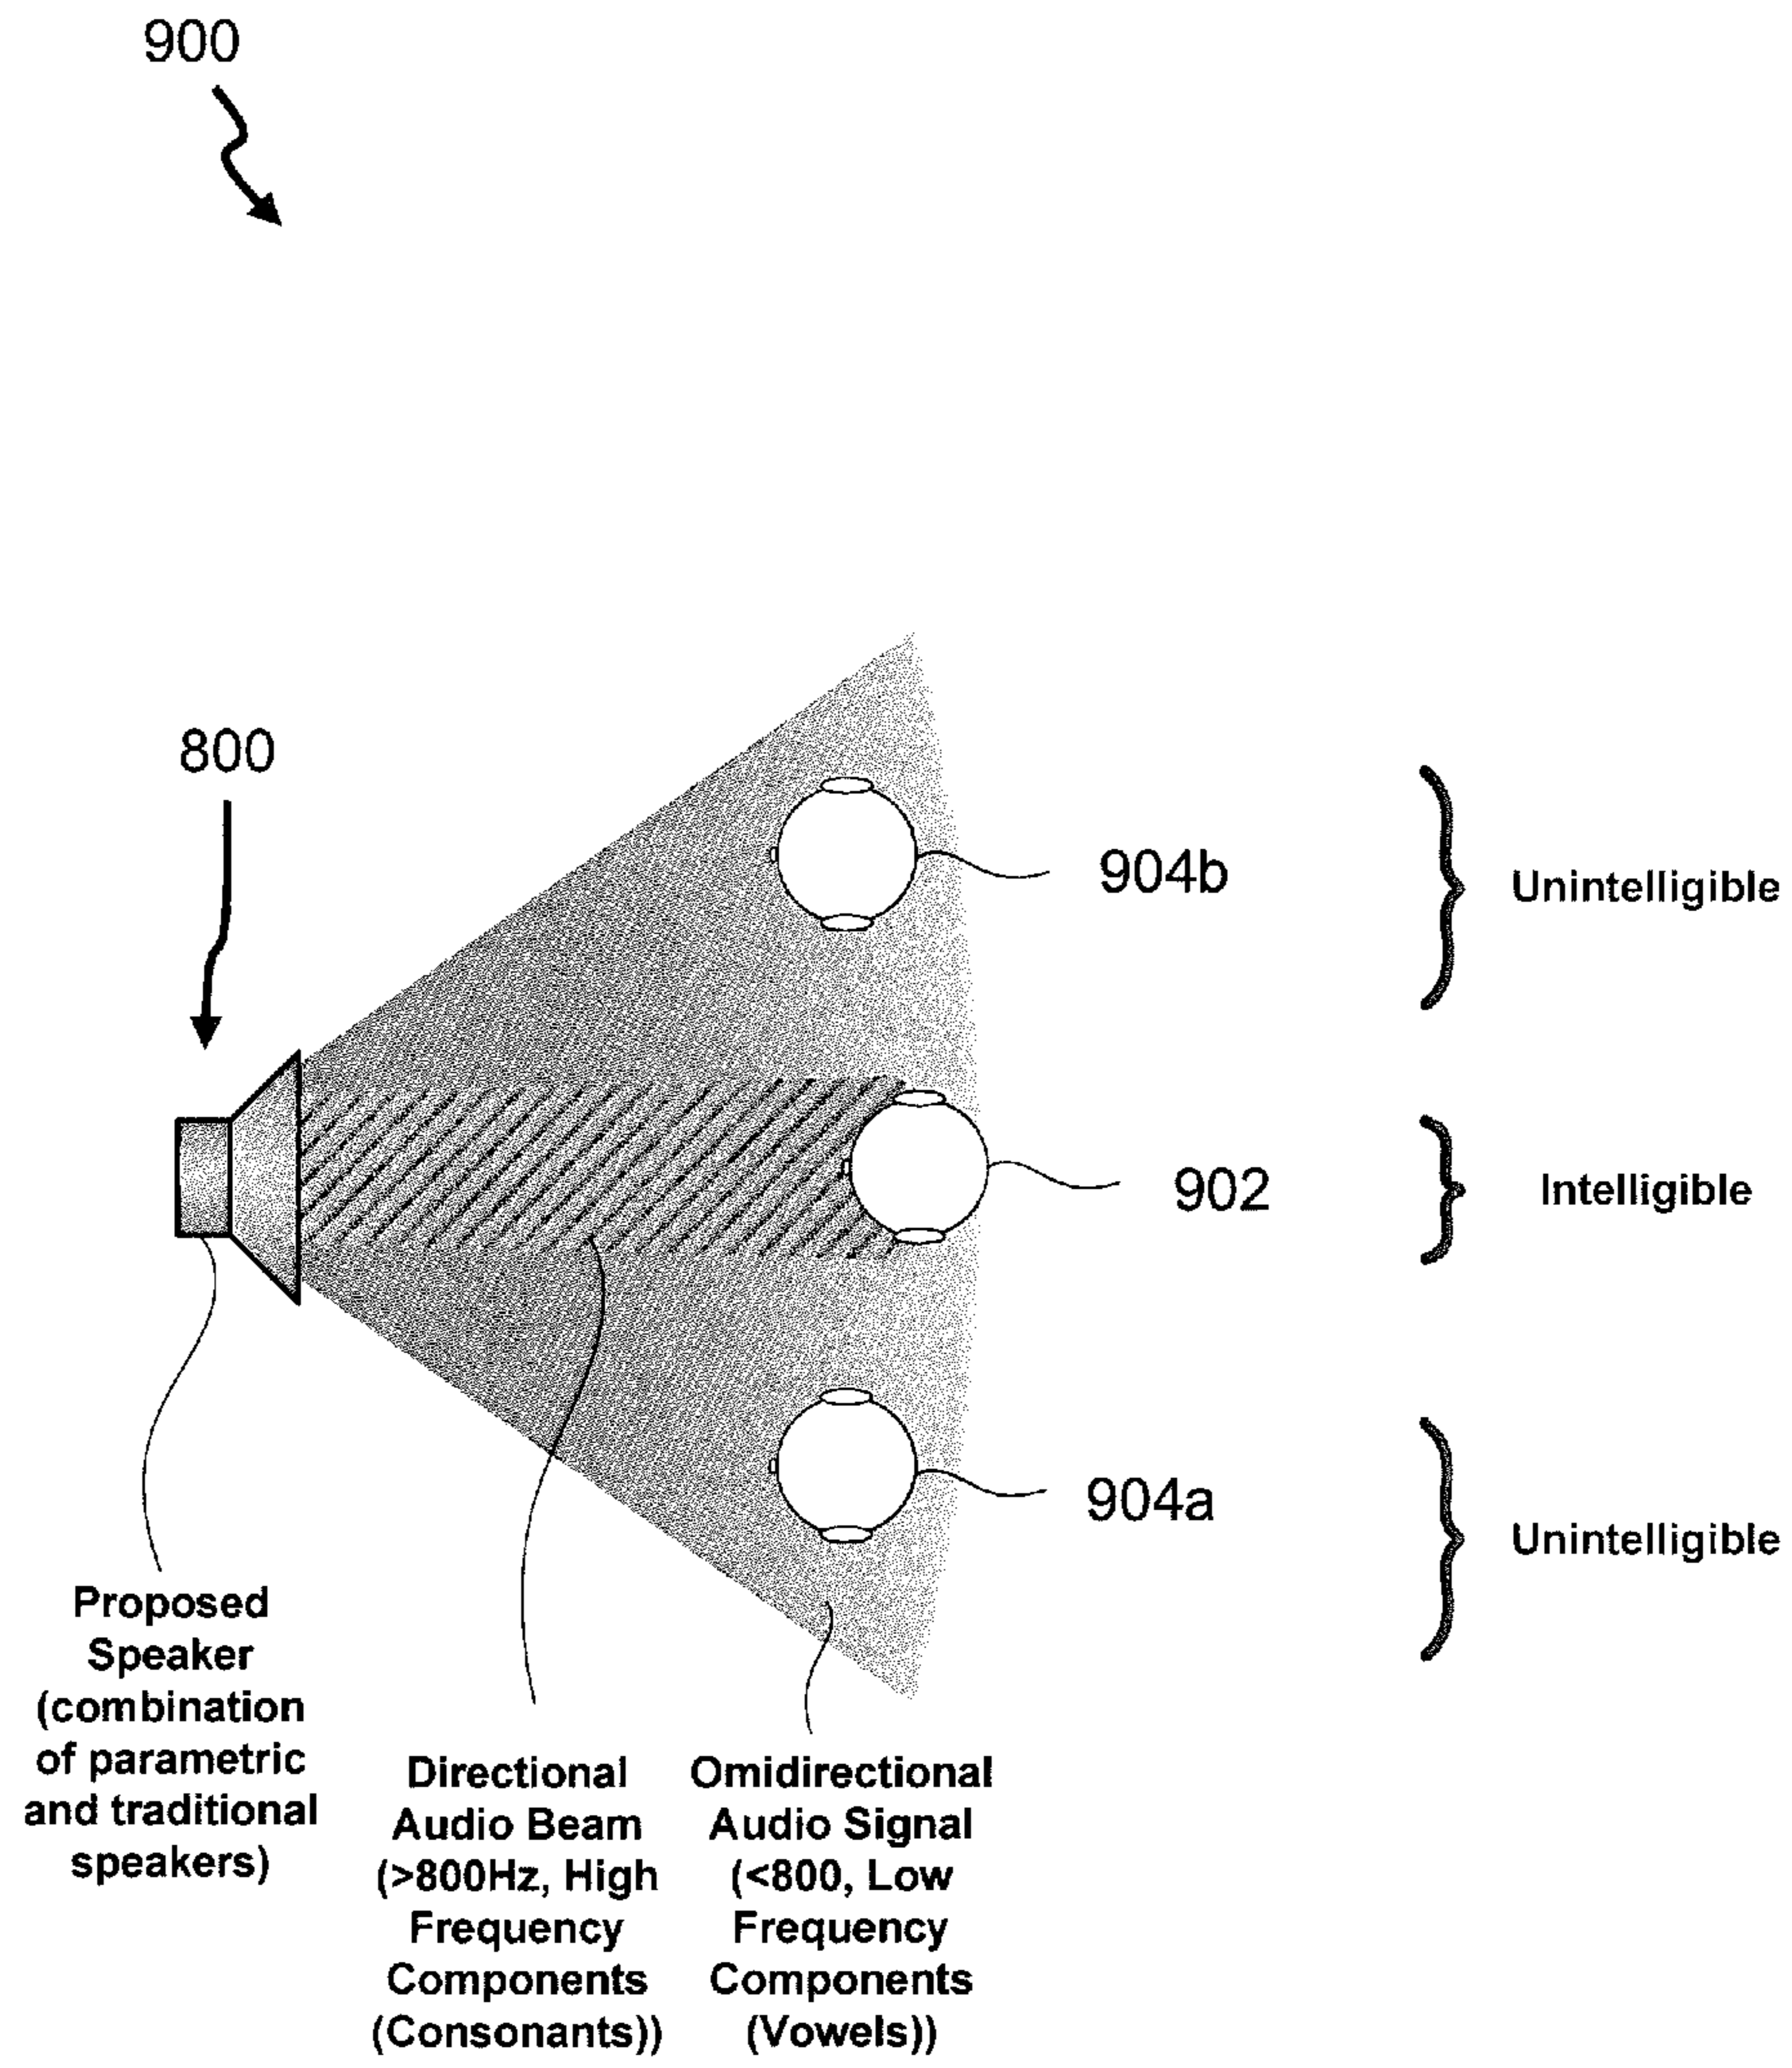 900
800
904b
Unintelligible
902
Intelligible
904a
Unintelligible
Proposed
Speaker
(combination
of parametric
and traditional
speakers)
Directional
Audio Beam
(>800Hz, High
Frequency
Components
(Consonants))
Omidirectional
Audio Signal
(<800, Low
Frequency
Components
(Vowels))